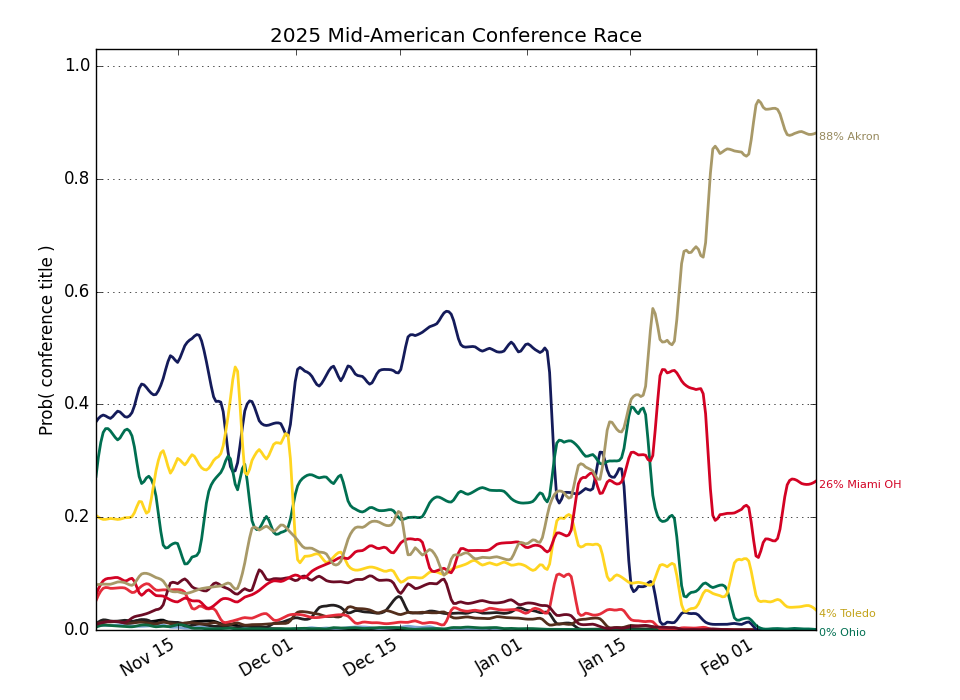 2025 Mid-American Conference Race
Prob( conference title )
1.0
0.8
0.6
0.4
0.2
0.0
Nov 15
Dec 01
Dec 15
Jan 01
Jan 15
Feb 01
88% Akron
26% Miami OH
4% Toledo
0% Ohio